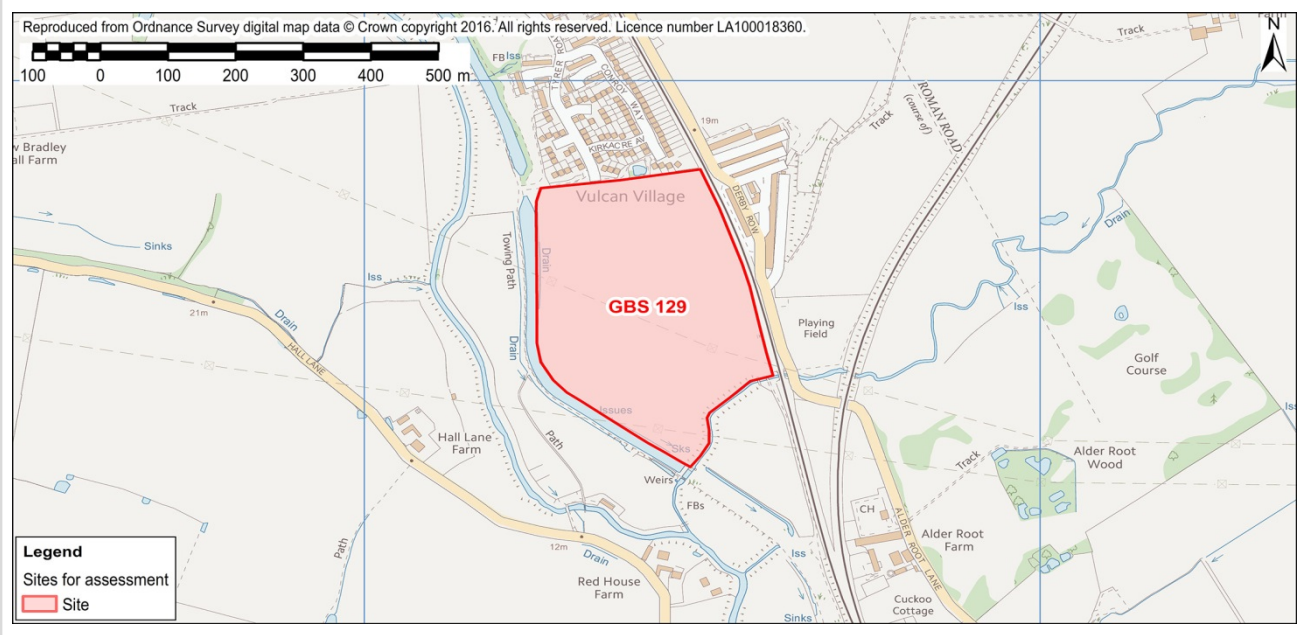 Reproduced from Ordnance Survey digital map data © Crown copyright 2016. All rights reserved. Licence number LA100018360.
100 0 100 200 300 400 500 m
N
Farm
Track
FB
Iss
TYRER ROAD
CONROY WAY
KIRKACRE AV
19m
ROMAN ROAD
(course of)
Track
Track
w Bradley
all Farm
Vulcan Village
DERBY ROW
Sinks
Iss
Towing Path
Drain
Drain
Drain
Iss
21m
Drain
HALL LANE
GBS 129
Playing
Field
Golf
Course
Issues
Iss
Hall Lane
Farm
Path
Sks
Weirs
FBs
Track
Alder Root
Wood
CH
ALDER ROOT LANE
Alder Root
Farm
Path
12m
Drain
Iss
Red House
Farm
Sinks
Cuckoo
Cottage
Legend
Sites for assessment
Site